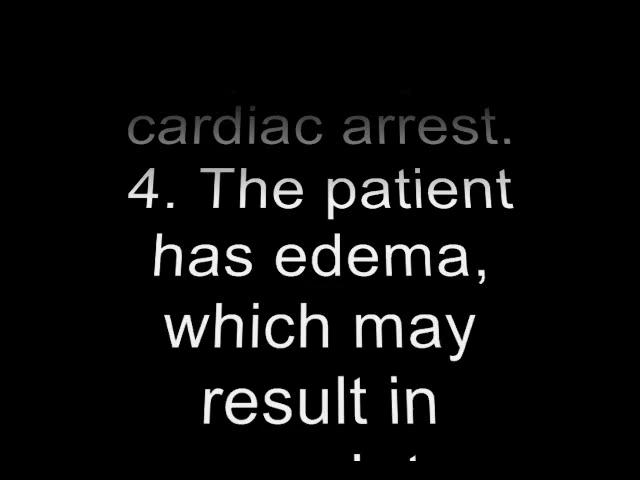 cardiac arrest.
4. The patient
has edema,
which may
result in